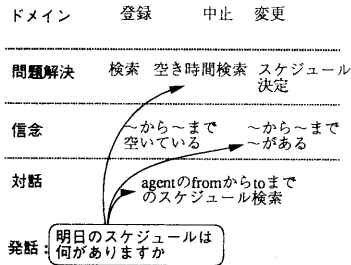 ドメイン 登録 中止 変更
問題解決 検索 空き時間検索 スケジュール
決定
信念 ～から～まで ～から～まで
空いている ～がある
対話 agentのfromからtoまで
のスケジュール検索
発話： 明日のスケジュールは
何がありますか